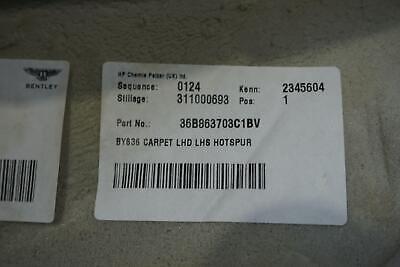 BENTLEY
HP Chemie Pelzer (UK) ltd.
Sequence: 0124 Kenn: 2345604
Stillage: 311000693 Pos: 1
Part No.: 36B863703C1BV
BY636 CARPET LHD LHS HOTSPUR